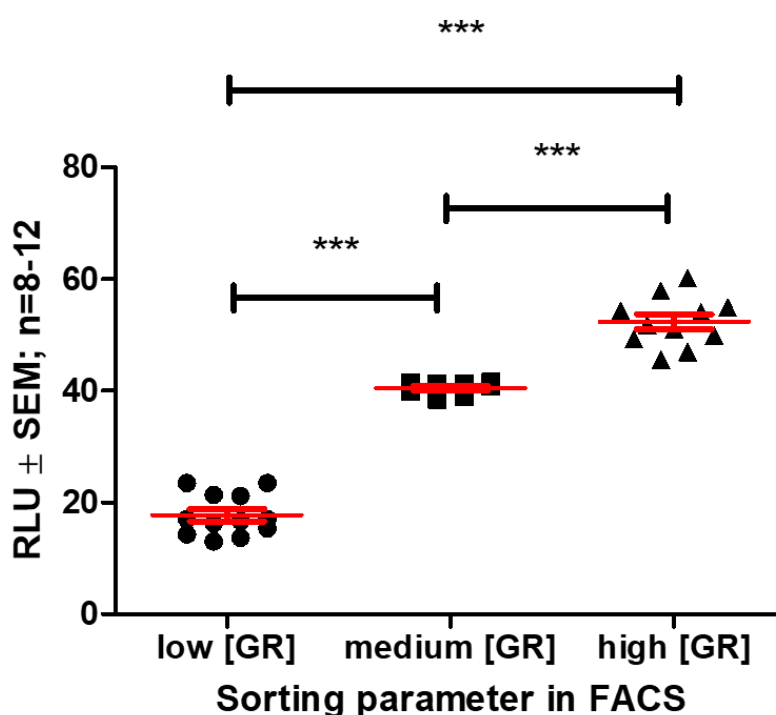 ***
***
***
80
60
40
20
0
RLU ± SEM; n=8-12
low [GR] medium [GR] high [GR]
Sorting parameter in FACS